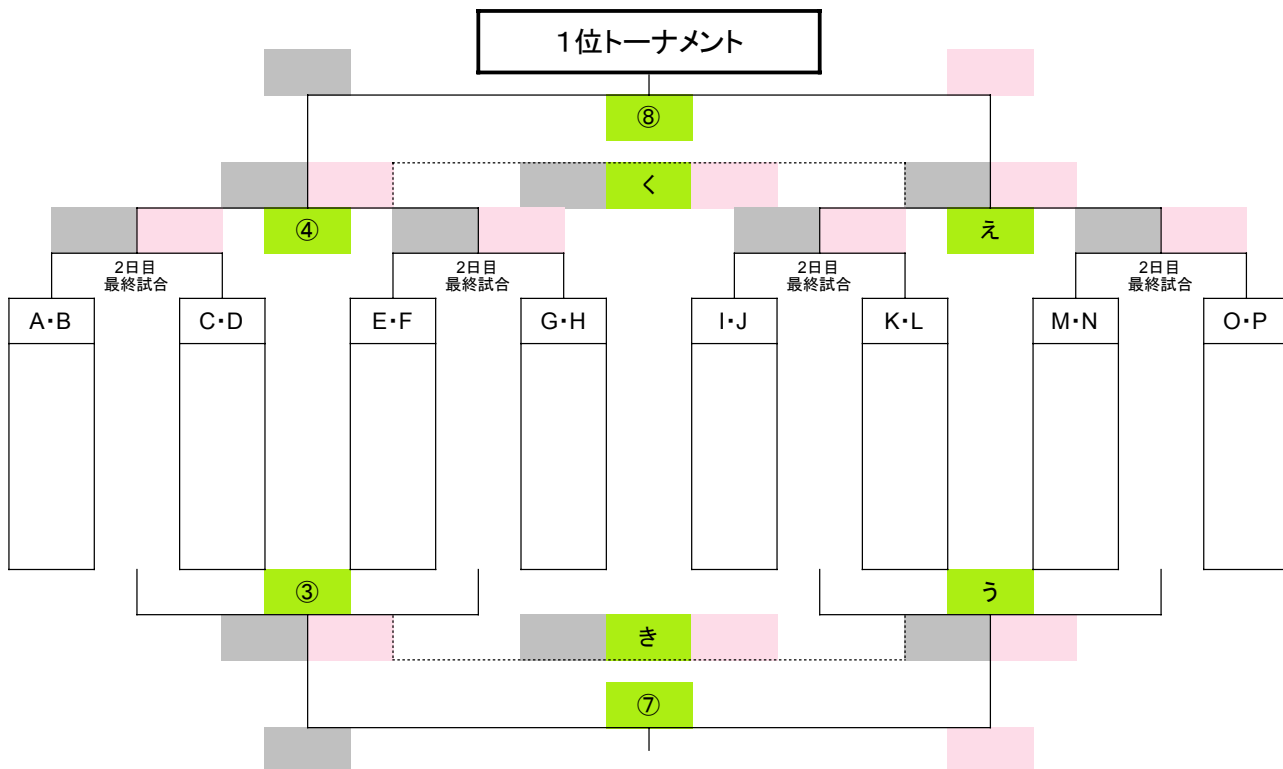 1位トーナメント
⑧
く
④
え
2日目
最終試合
2日目
最終試合
2日目
最終試合
2日目
最終試合
A・B
C・D
E・F
G・H
I・J
K・L
M・N
O・P
③
う
き
⑦